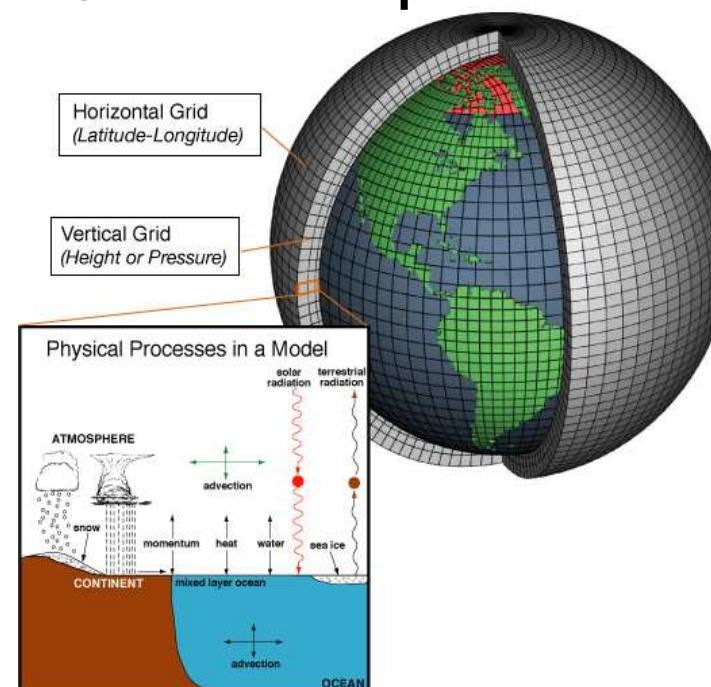 Horizontal Grid
(Latitude-Longitude)
Vertical Grid
(Height or Pressure)
Physical Processes in a Model
solar
radiation
terrestrial
radiation
ATMOSPHERE
advection
snow
momentum
heat
water
sea ice
CONTINENT
mixed layer ocean
advection
OCEAN